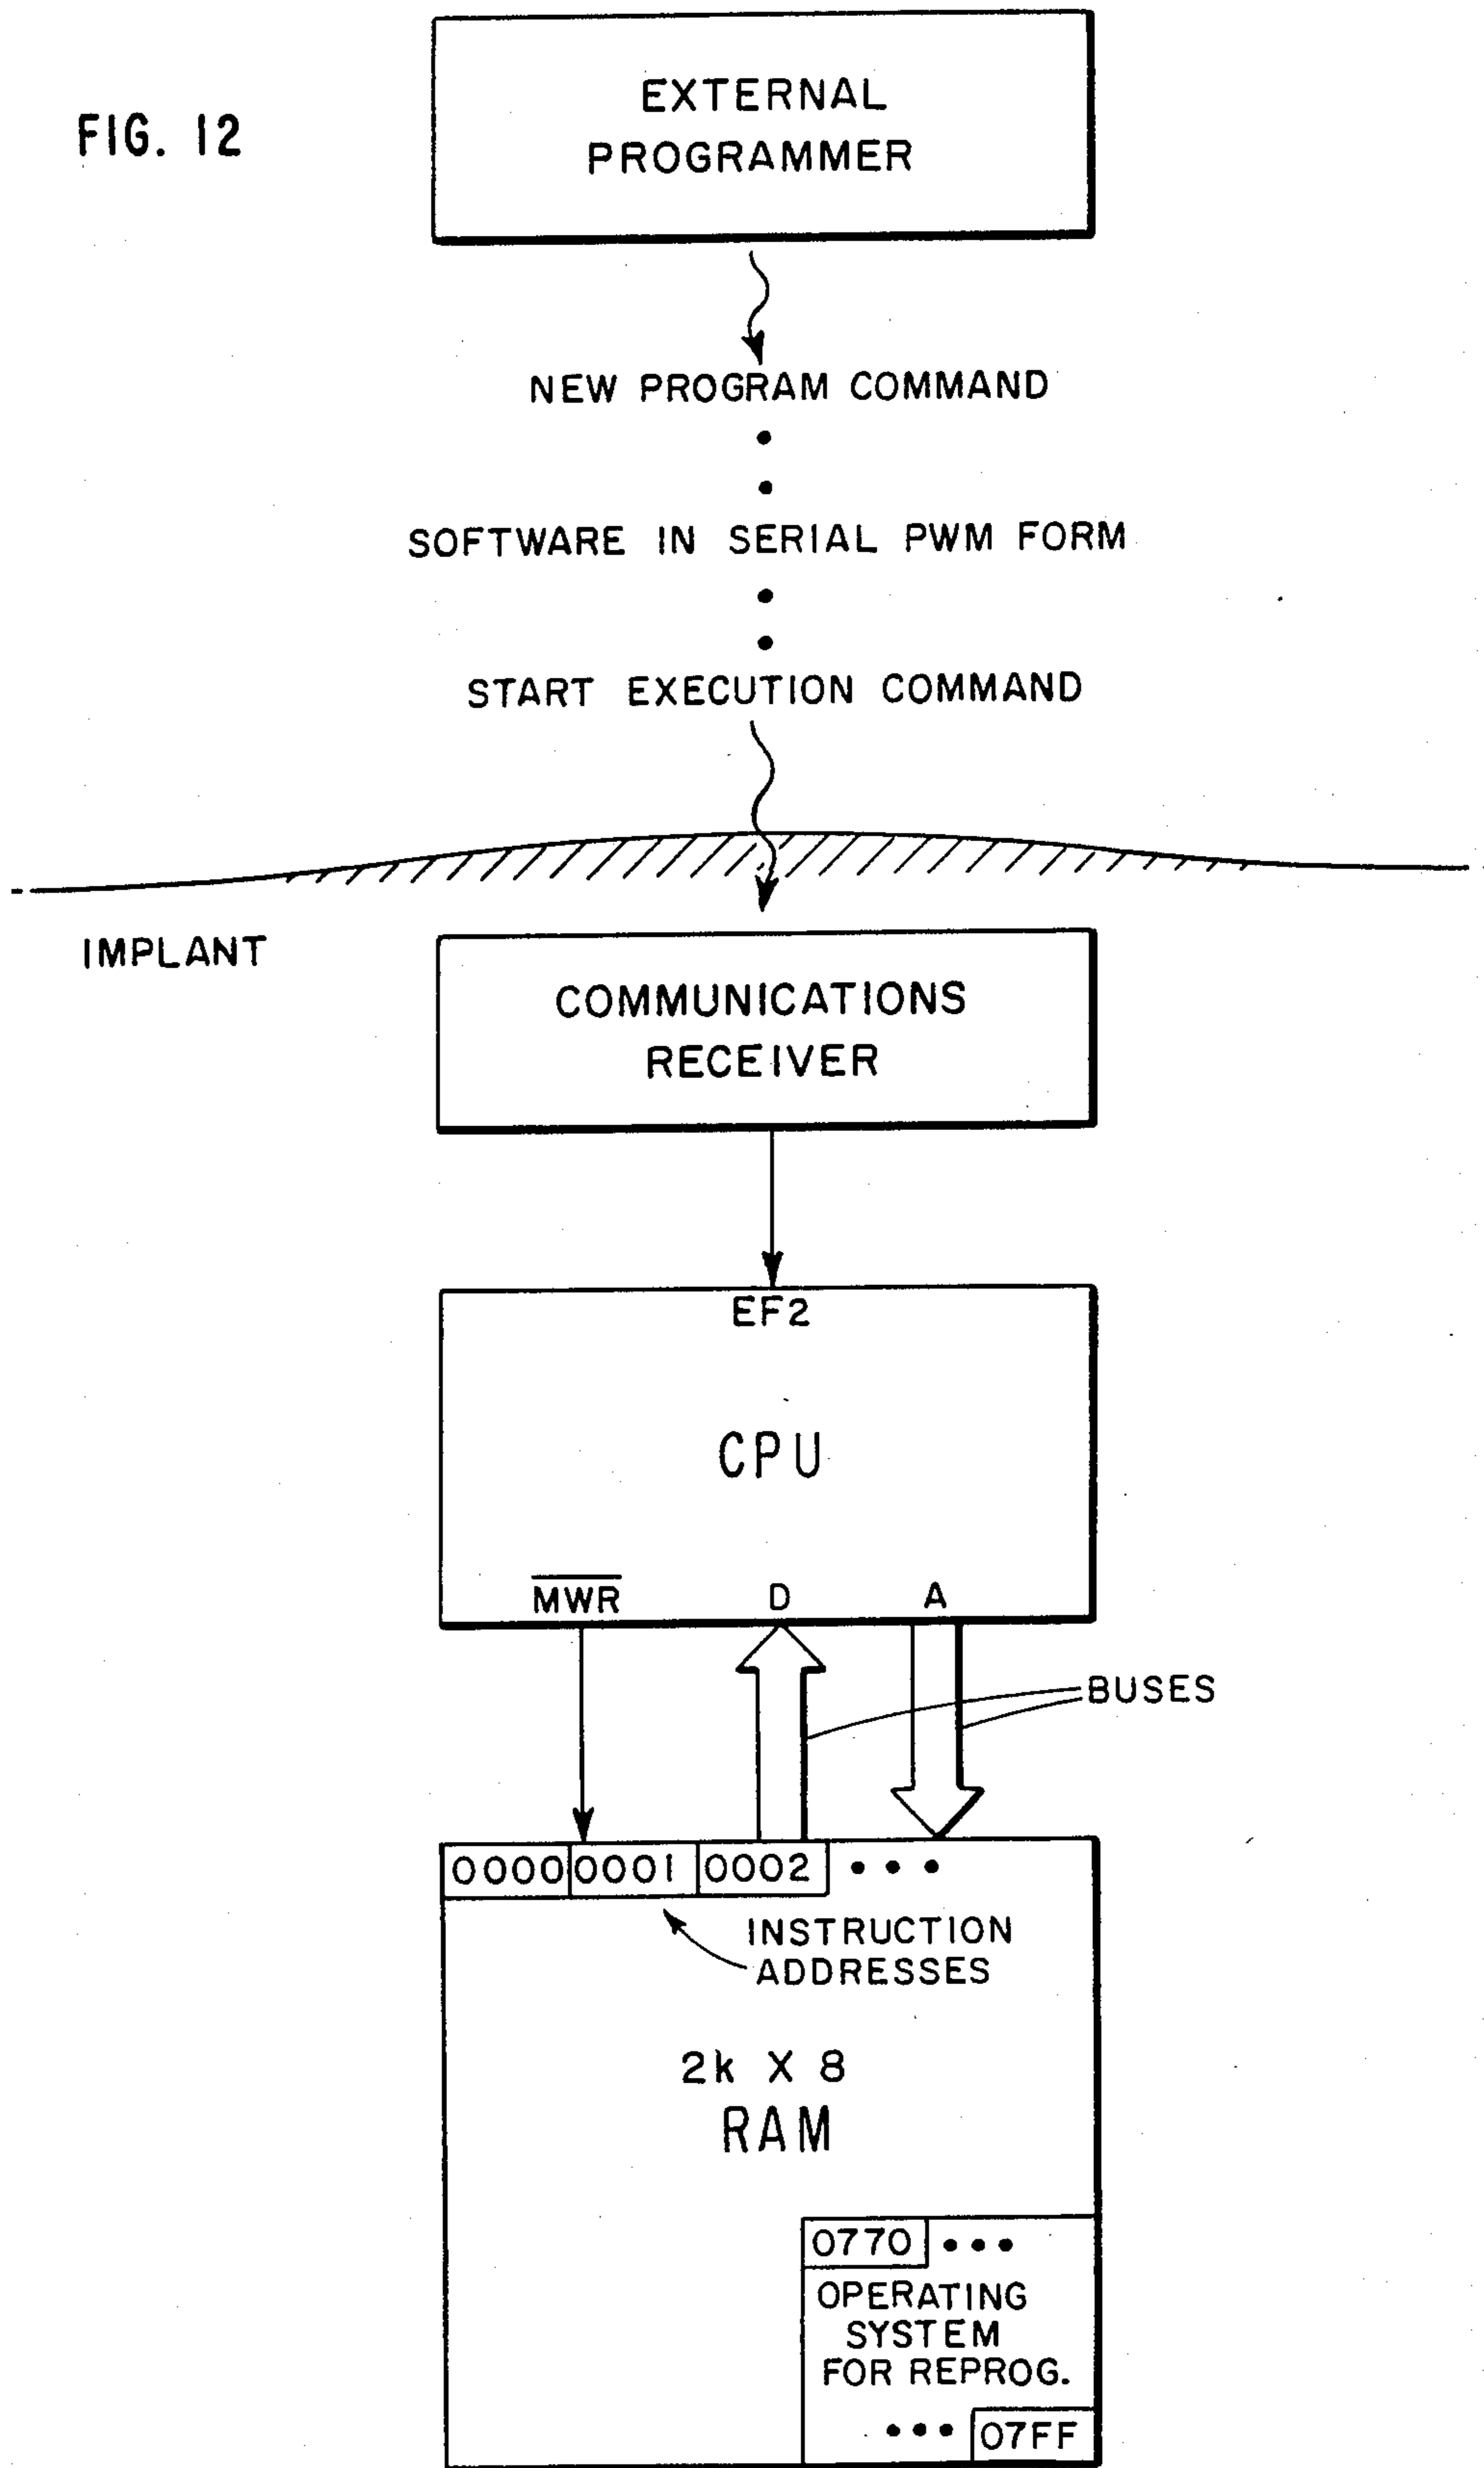 FIG. 12
EXTERNAL
PROGRAMMER
NEW PROGRAM COMMAND
SOFTWARE IN SERIAL PWM FORM
START EXECUTION COMMAND
IMPLANT
COMMUNICATIONS
RECEIVER
EF2
CPU
MWR D A
BUSES
0000 0001 0002 • • •
INSTRUCTION
ADDRESSES
2k X 8
RAM
0770 • • •
OPERATING
SYSTEM
FOR REPROG.
• • • 07FF